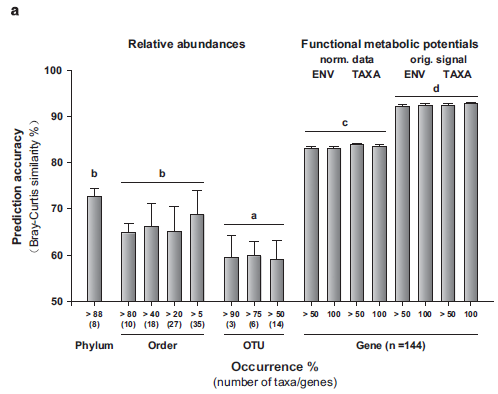 a
Relative abundances
Functional metabolic potentials
norm. data
orig. signal
ENV TAXA
ENV TAXA
d
c
b
b
a
Prediction accuracy
(Bray-Curtis similarity %)
100
90
80
70
60
50
> 88 > 80 > 40 > 20 > 5 > 90 > 75 > 50 > 50 100 > 50 100 > 50 100 > 50 100
(8) (10) (18) (27) (35) (3) (6) (14)
Phylum Order OTU Gene (n =144)
Occurrence %
(number of taxa/genes)